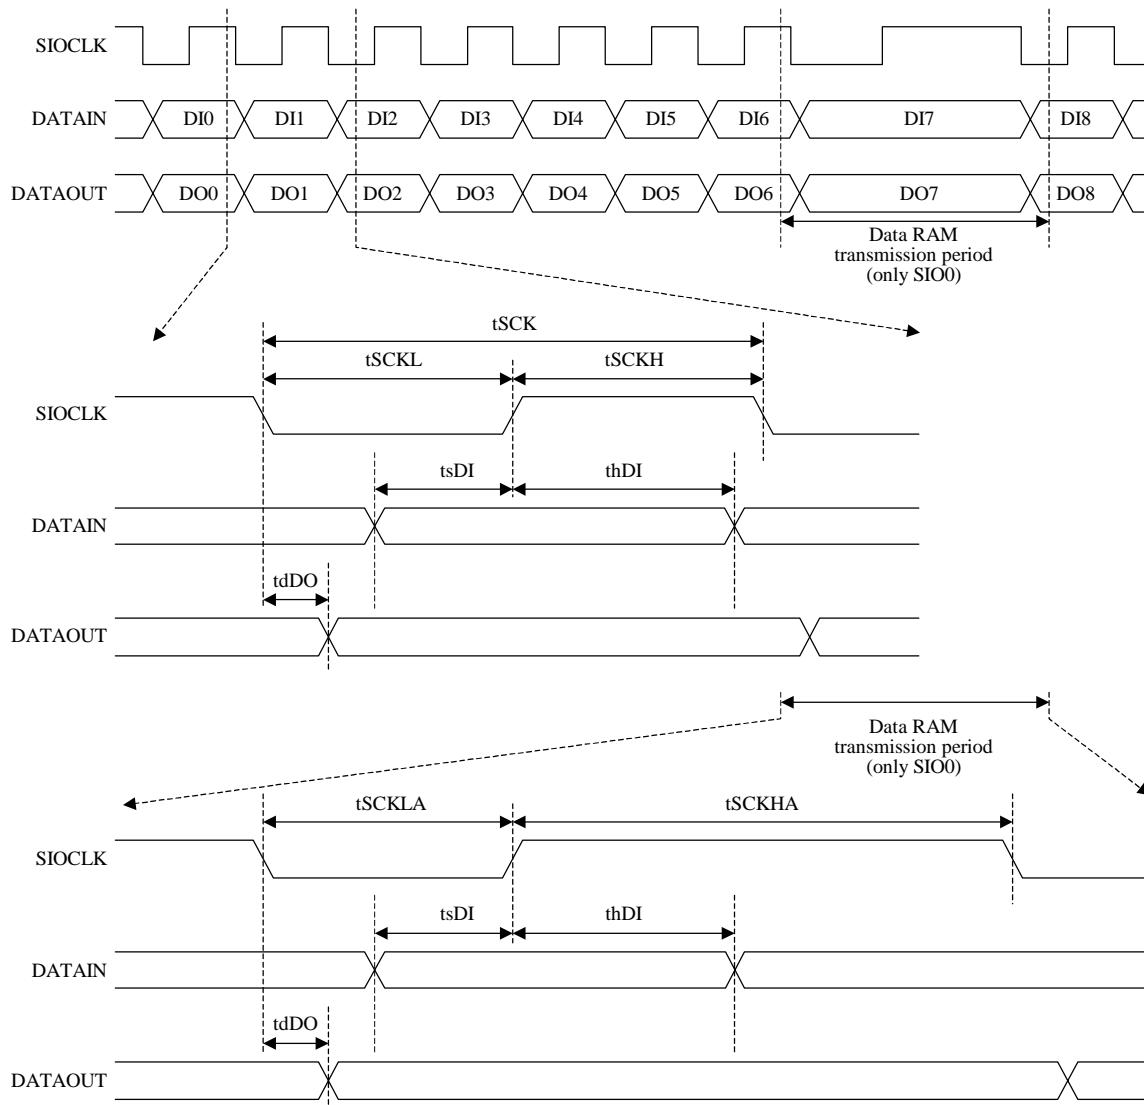 SIOCLK
DATAIN
DI0 DI1 DI2 DI3 DI4 DI5 DI6 DI7 DI8
DATAOUT
DO0 DO1 DO2 DO3 DO4 DO5 DO6 DO7 DO8
Data RAM
transmission period
(only SIO0)
tSCK
tSCKL tSCKH
SIOCLK
tsDI thDI
DATAIN
tdDO
DATAOUT
Data RAM
transmission period
(only SIO0)
tSCKLA tSCKHA
SIOCLK
tsDI thDI
DATAIN
tdDO
DATAOUT